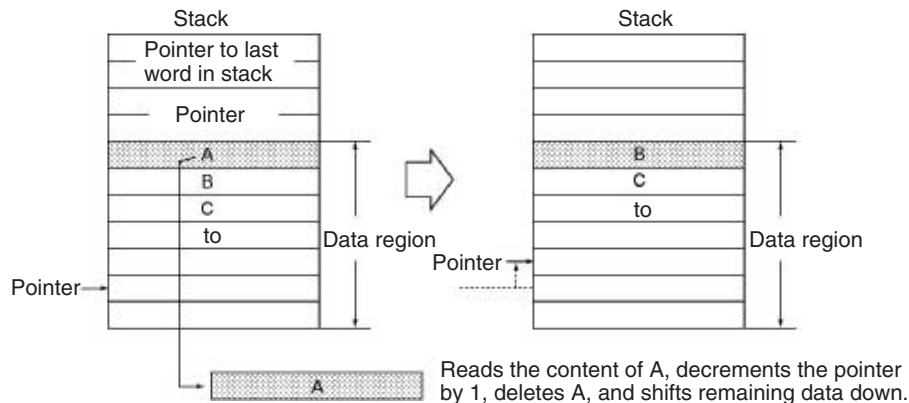 Stack
Pointer to last
word in stack
Pointer
A
B
C
to
Data region
Pointer
A
Stack
B
C
to
Data region
Pointer
Reads the content of A, decrements the pointer
by 1, deletes A, and shifts remaining data down.